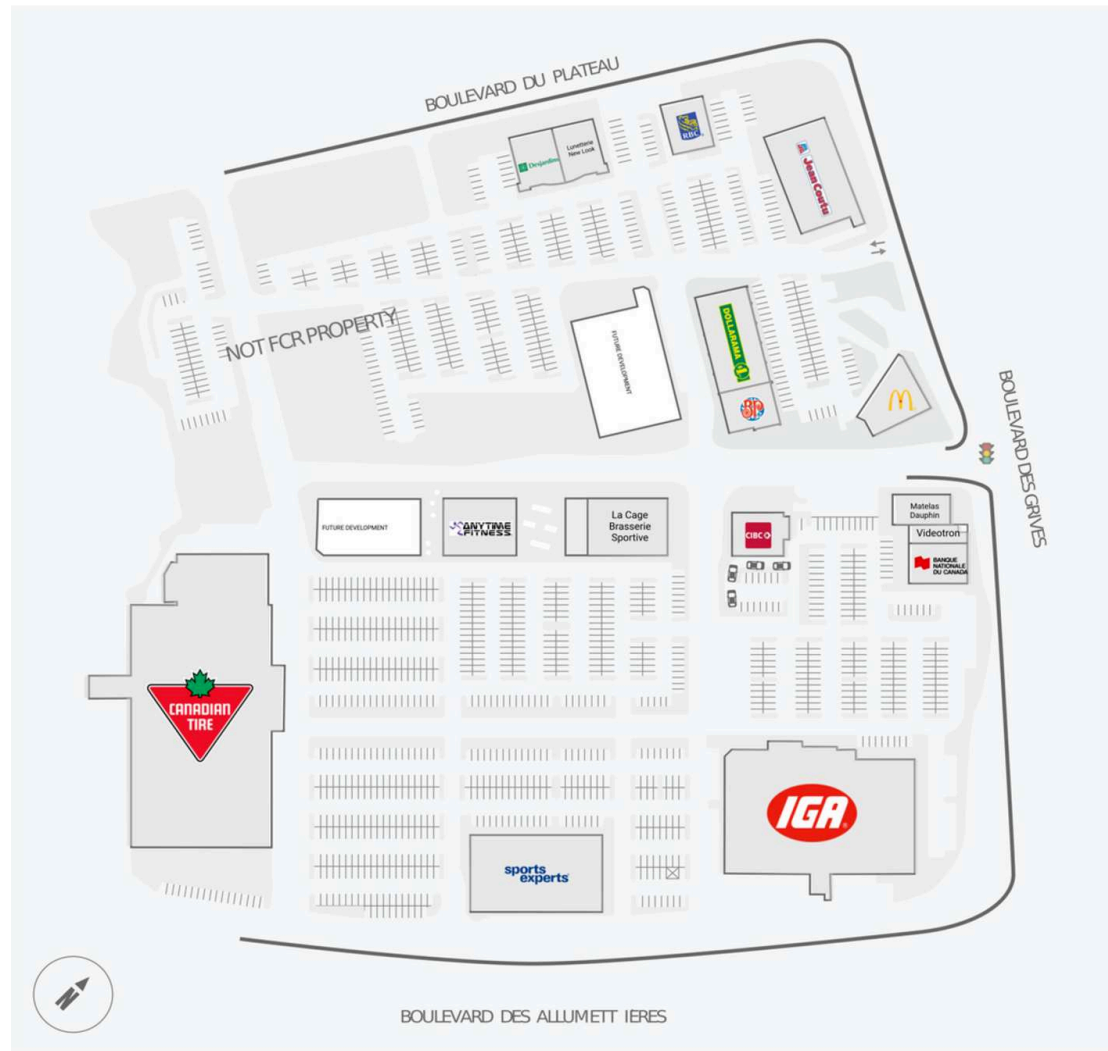 BOULEVARD DU PLATEAU
RBC
Desjardins
Lunetterie
New Look
Jean Coutu
NOT FCR PROPERTY
FUTURE DEVELOPMENT
DOLLARAMA
BP
M
BOULEVARD DES GRIVES
FUTURE DEVELOPMENT
ANYTIME
FITNESS
La Cage
Brasserie
Sportive
CIBC
Matelas
Dauphin
Videotron
BANQUE
NATIONALE
DU CANADA
CANADIAN
TIRE
IGA
sports
experts
N
BOULEVARD DES ALLUMETT IÈRES